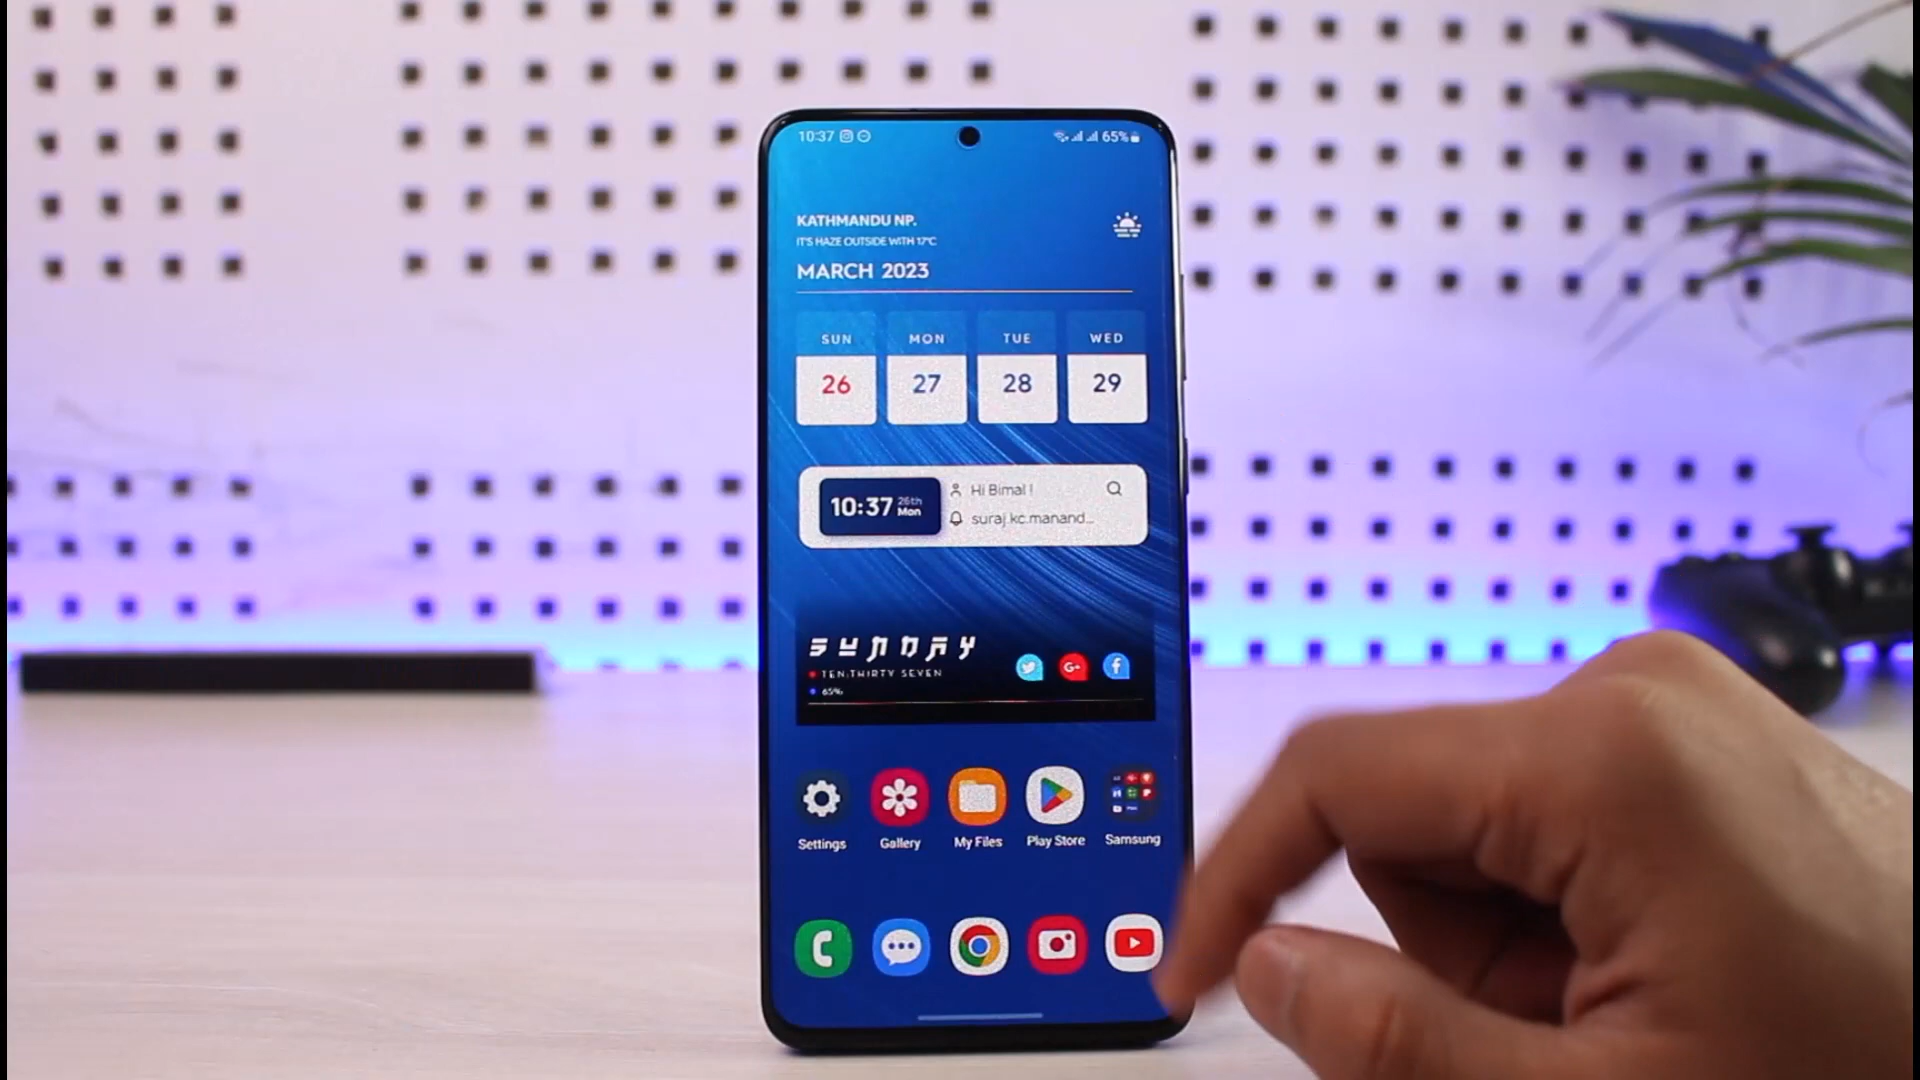 10:37 65%
KATHMANDU NP.
IT'S HAZE OUTSIDE WITH 17°C
MARCH 2023
SUN MON TUE WED
26 27 28 29
10:37 26th Mon
Hi Bimal !
suraj.kc.manand...
SUNDAY
TEN:THIRTY SEVEN
65%
G+ f
Settings Gallery My Files Play Store Samsung